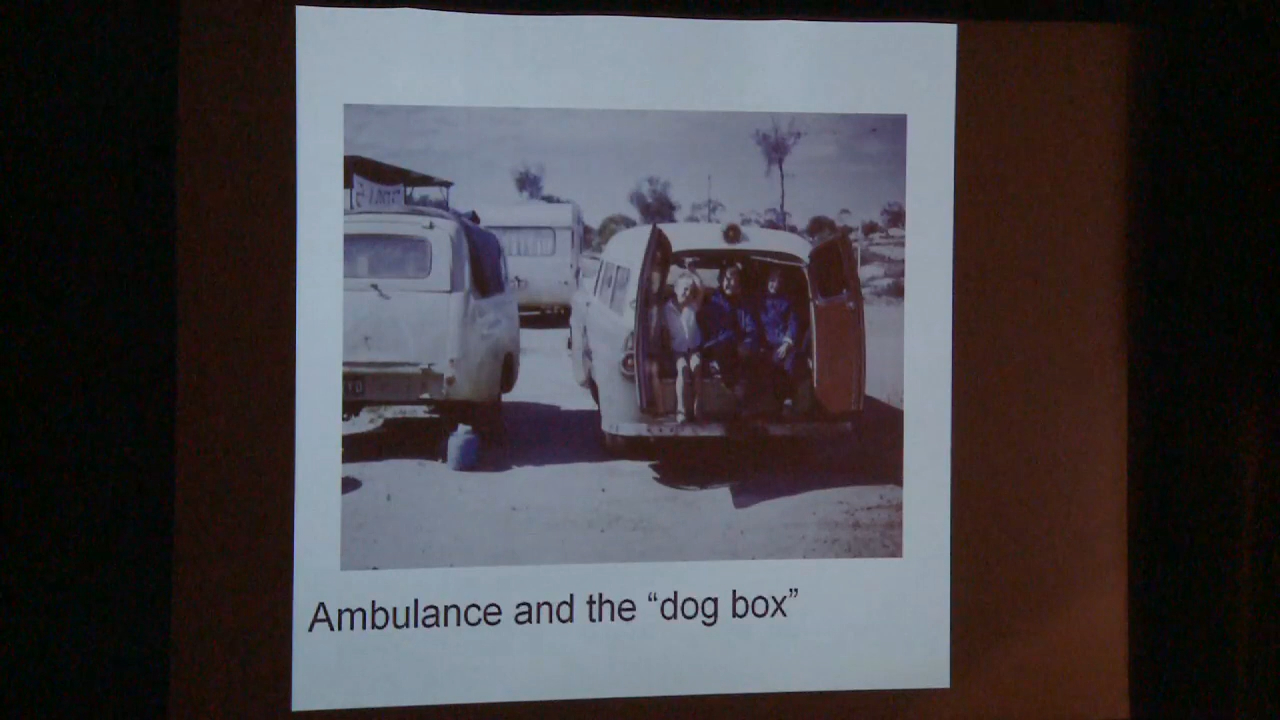 Ambulance and the “dog box”